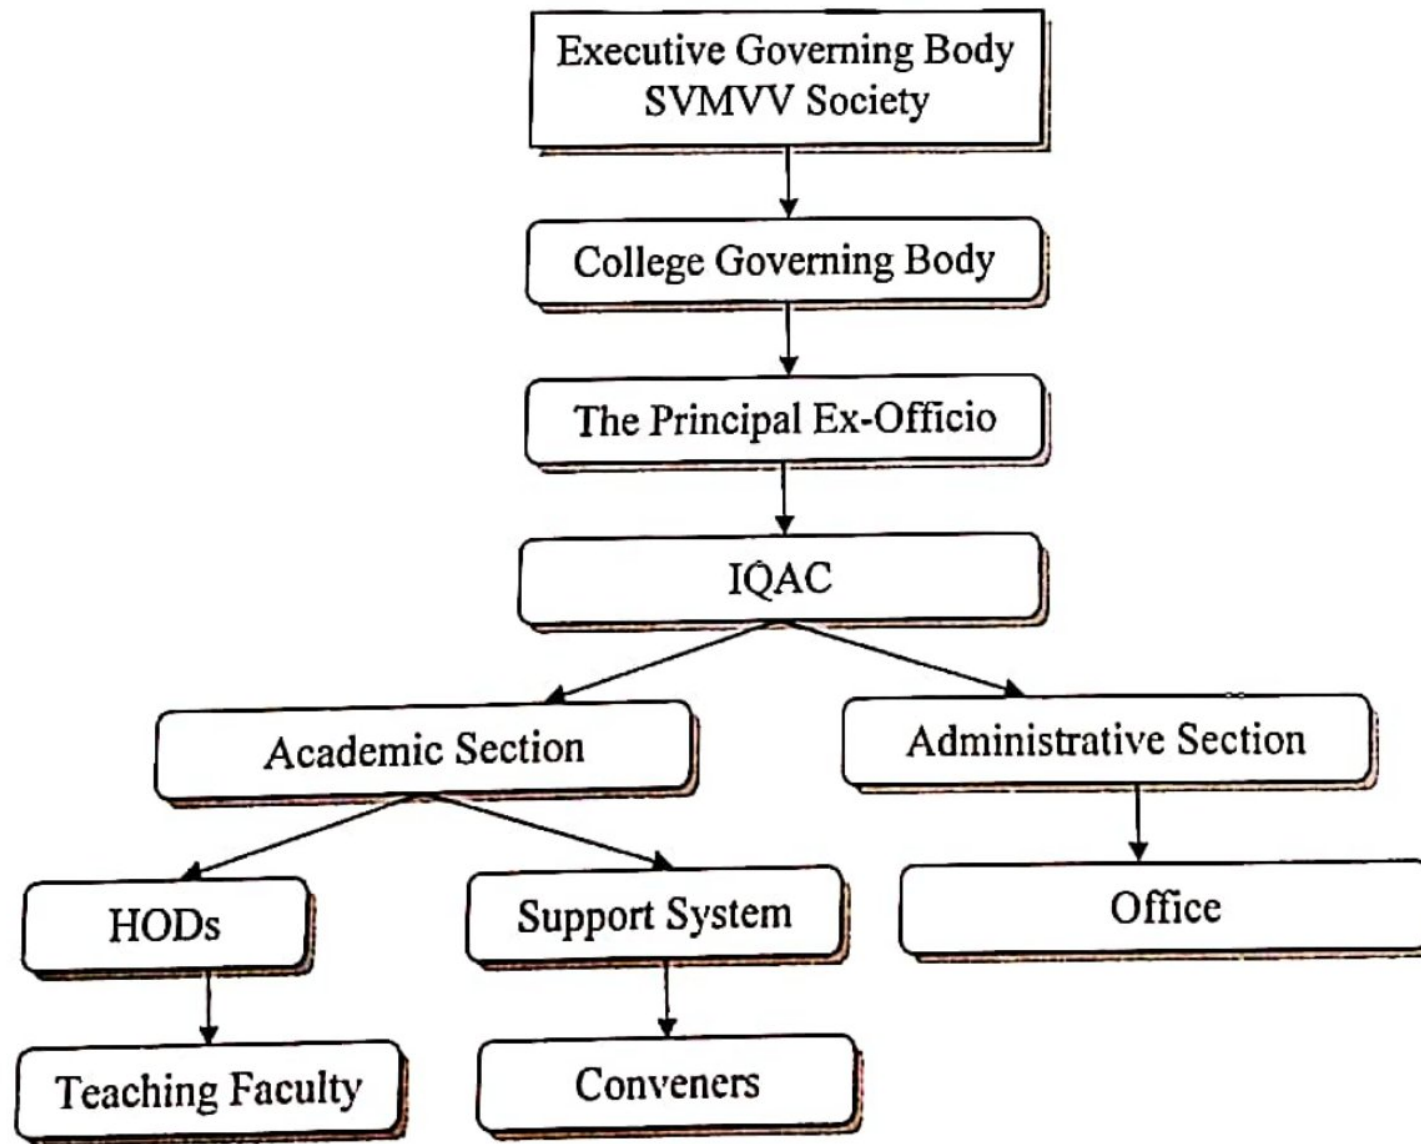 Executive Governing Body
SVMVV Society
College Governing Body
The Principal Ex-Officio
IQAC
Academic Section
Administrative Section
HODs
Support System
Office
Teaching Faculty
Conveners